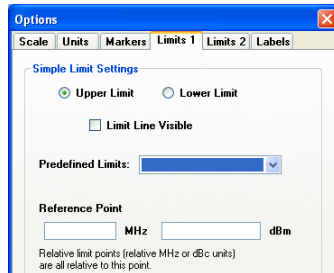 Options
Scale Units Markers Limits 1 Limits 2 Labels
Simple Limit Settings
Upper Limit Lower Limit
Limit Line Visible
Predefined Limits:
Reference Point
MHz dBm
Relative limit points (relative MHz or dBc units)
are all relative to this point.